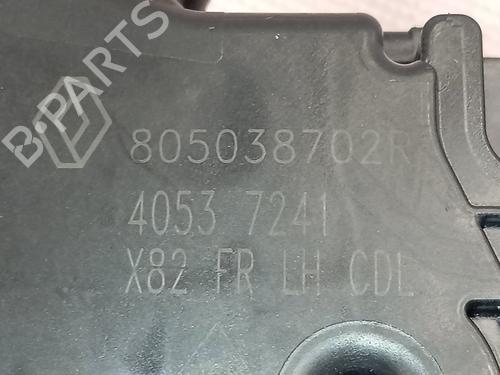 B-PARTS
805038702R
4053 7241
X82 FR LH CDL